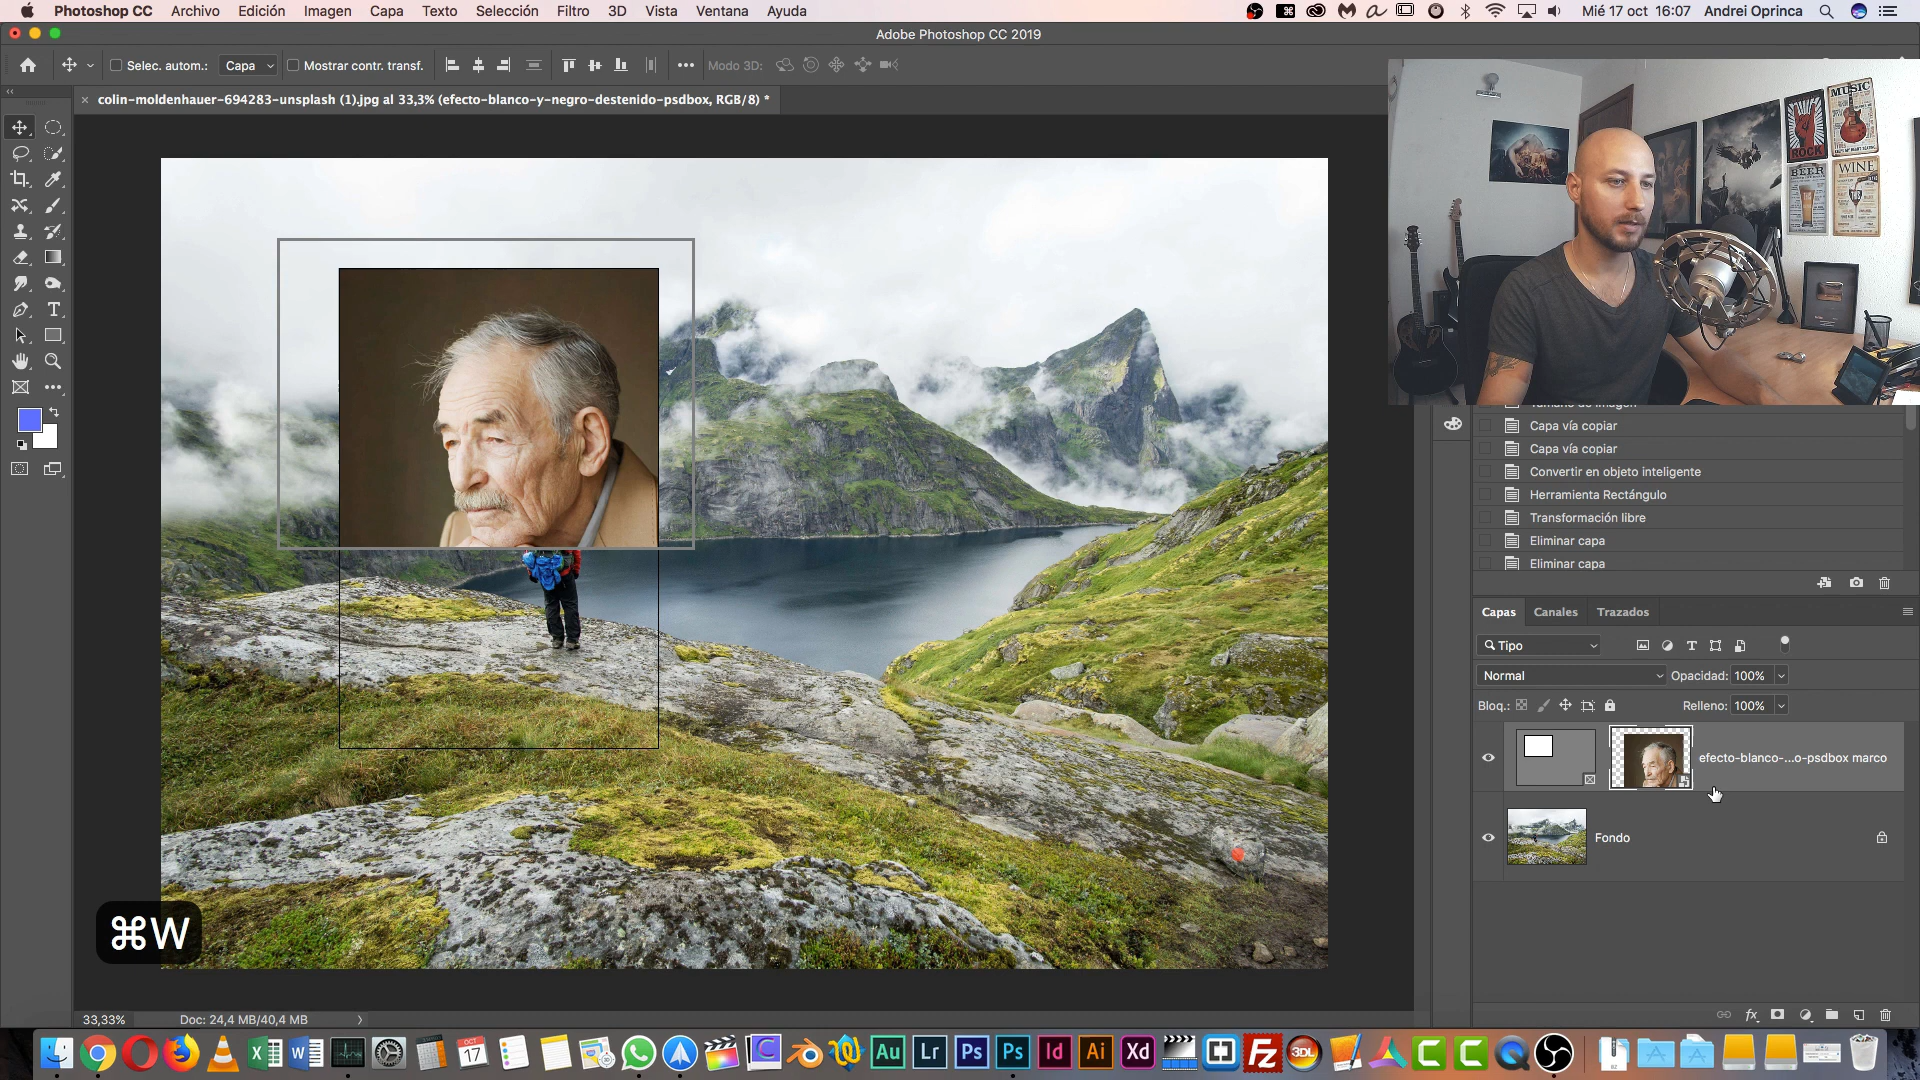 Photoshop CC Archivo Edición Imagen Capa Texto Selección Filtro 3D Vista Ventana Ayuda Mié 17 oct 16:07 Andrei Oprinca
Adobe Photoshop CC 2019
Selec. autom.: Capa Mostrar contr. transf. Modo 3D:
colin-moldenhauer-694283-unsplash (1).jpg al 33,3% (efecto-blanco-y-negro-destenido-psdbox, RGB/8) *
MUSIC
ROCK
BEER
WINE
Capa vía copiar
Capa vía copiar
Convertir en objeto inteligente
Herramienta Rectángulo
Transformación libre
Eliminar capa
Eliminar capa
Capas Canales Trazados
Tipo
Normal Opacidad: 100%
Bloq.: Relleno: 100%
efecto-blanco-...o-psdbox marco
Fondo
⌘W
33,33% Doc: 24,4 MB/40,4 MB
OCT
17
Au Lr Ps Ps Id Ai Xd Fz 3DL